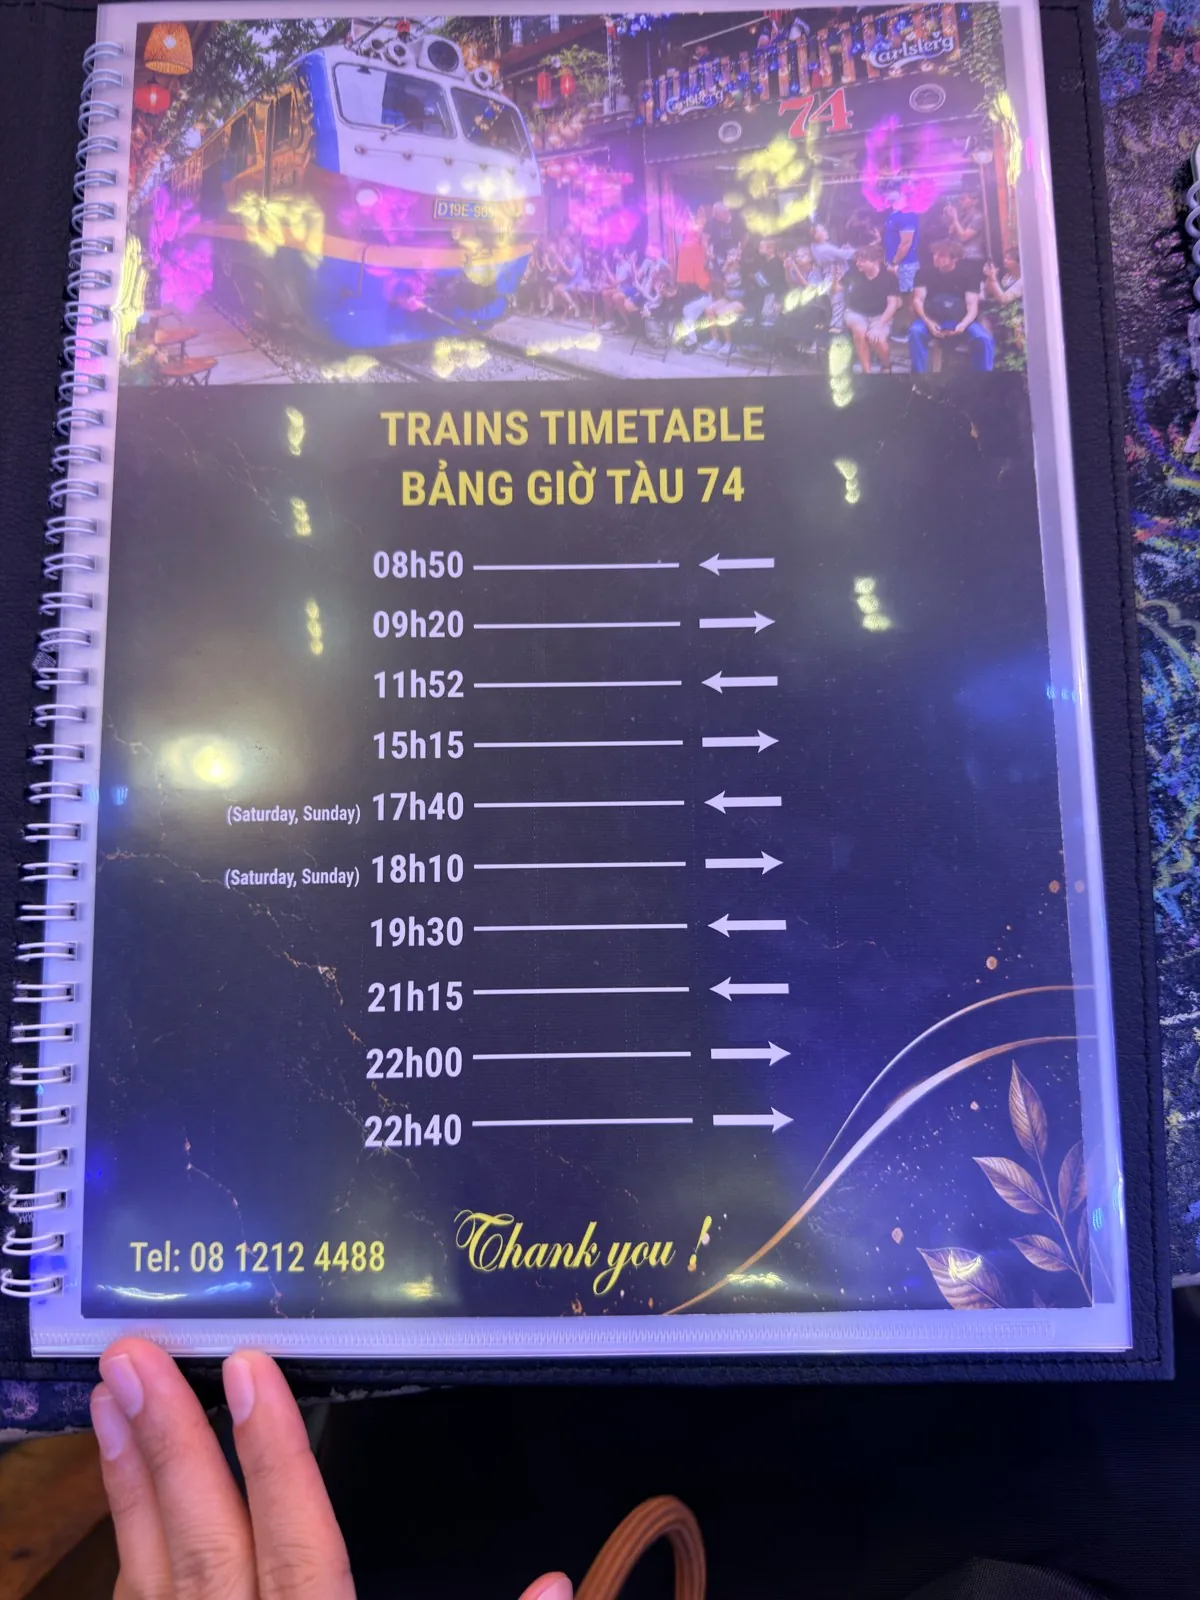 Carlsberg
Carlsberg
74
TRAINS TIMETABLE
BẢNG GIỜ TÀU 74
08h50 ←
09h20 →
11h52 ←
15h15 →
(Saturday, Sunday) 17h40 ←
(Saturday, Sunday) 18h10 →
19h30 ←
21h15 ←
22h00 →
22h40 →
Tel: 08 1212 4488 Thank you !